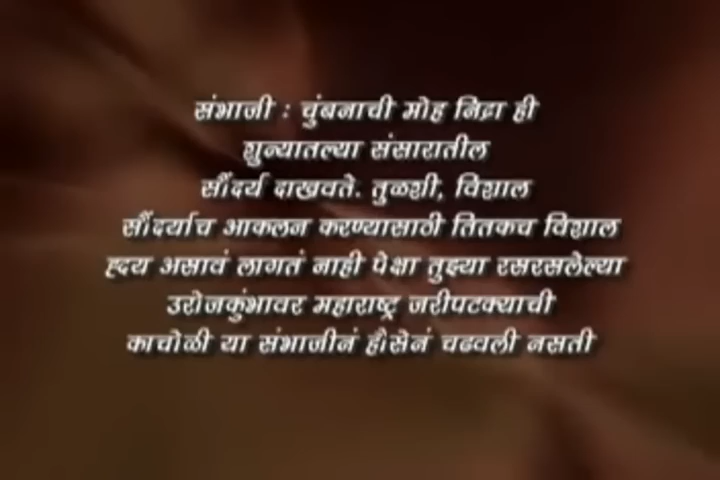 संभाजी : चुंबनाची मोह निद्रा ही
शुन्यातल्या संसारातील
सौंदर्य दाखवते. तुळशी, विशाल
सौंदर्याच आकलन करण्यासाठी तितकच विशाल
ह्दय असावं लागतं नाही पेक्षा तुझ्या रसरसलेल्या
उरोजकुंभावर महाराष्ट्र जरीपटक्याची
काचोळी या संभाजीनं हौसेनं चढवली नसती